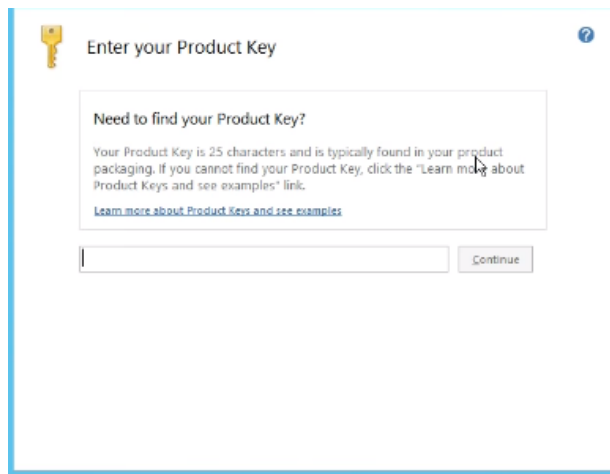 Enter your Product Key
?
Need to find your Product Key?
Your Product Key is 25 characters and is typically found in your product
packaging. If you cannot find your Product Key, click the "Learn more about
Product Keys and see examples" link.
Learn more about Product Keys and see examples
Continue